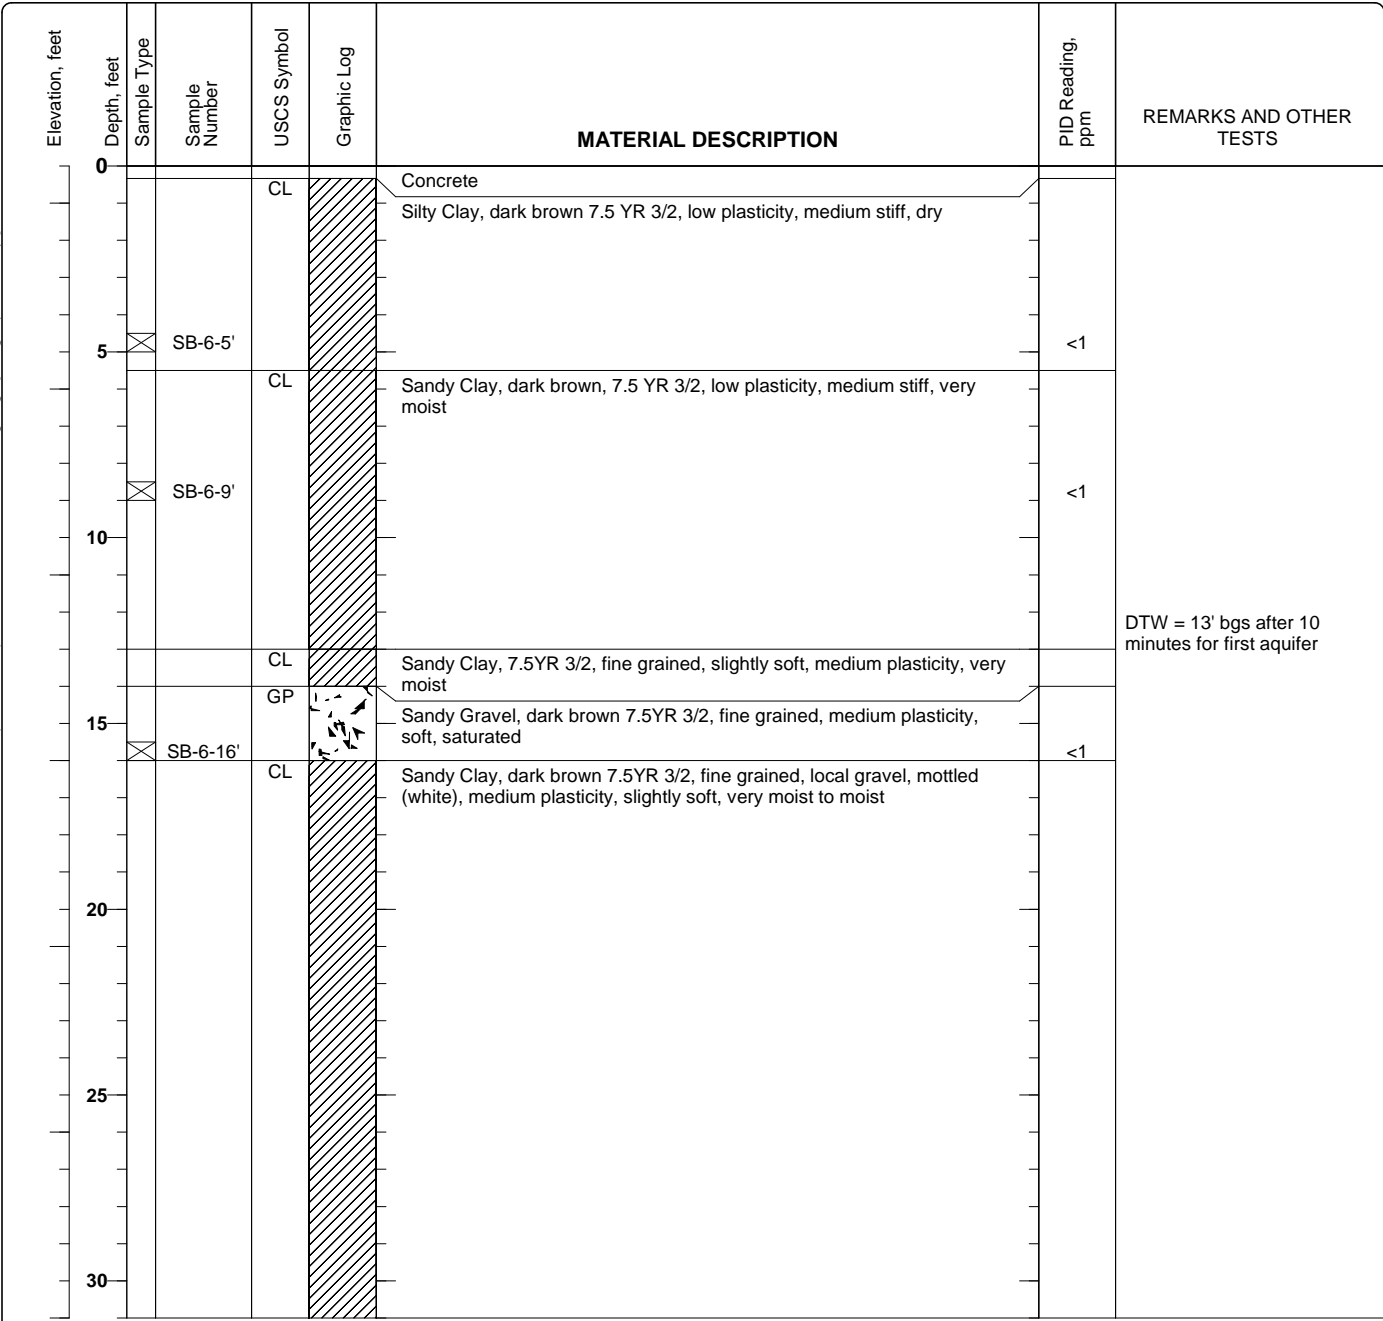 Elevation, feet
Depth, feet
Sample Type
Sample
Number
USCS Symbol
Graphic Log
MATERIAL DESCRIPTION
PID Reading,
ppm
REMARKS AND OTHER
TESTS
0
CL
Concrete
Silty Clay, dark brown 7.5 YR 3/2, low plasticity, medium stiff, dry
SB-6-5'
<1
5
CL
Sandy Clay, dark brown, 7.5 YR 3/2, low plasticity, medium stiff, very
moist
SB-6-9'
<1
10
DTW = 13' bgs after 10
minutes for first aquifer
CL
Sandy Clay, 7.5YR 3/2, fine grained, slightly soft, medium plasticity, very
moist
GP
Sandy Gravel, dark brown 7.5YR 3/2, fine grained, medium plasticity,
soft, saturated
15
SB-6-16'
<1
CL
Sandy Clay, dark brown 7.5YR 3/2, fine grained, local gravel, mottled
(white), medium plasticity, slightly soft, very moist to moist
20
25
30